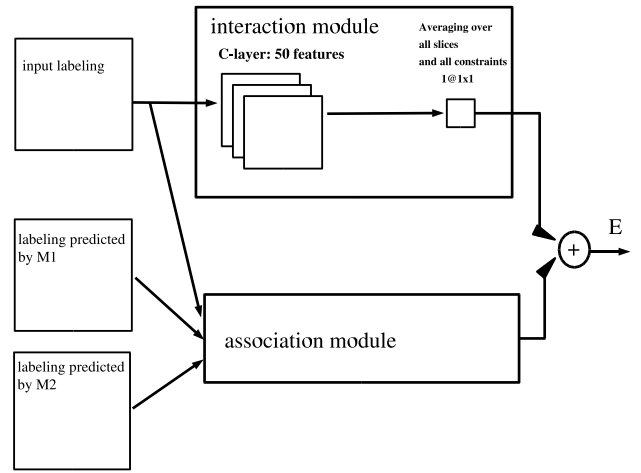 interaction module
C-layer: 50 features
Averaging over
all slices
and all constraints
1@1x1
input labeling
labeling predicted
by M1
labeling predicted
by M2
association module
+
E